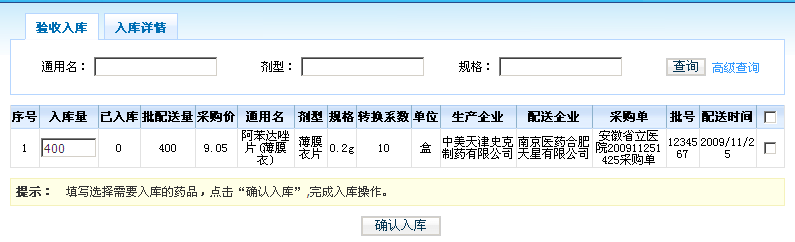 验收入库 入库详情
通用名： 剂型： 规格： 查询 高级查询
序号 入库量 已入库 批配送量 采购价 通用名 剂型 规格 转换系数 单位 生产企业 配送企业 采购单 批号 配送时间
1 400 0 400 9.05 阿苯达唑片(薄膜衣) 薄膜衣片 0.2g 10 盒 中美天津史克制药有限公司 南京医药合肥天星有限公司 安徽省立医院200911251425采购单 1234567 2009/11/25
提示： 填写选择需要入库的药品，点击“确认入库”,完成入库操作。
确认入库